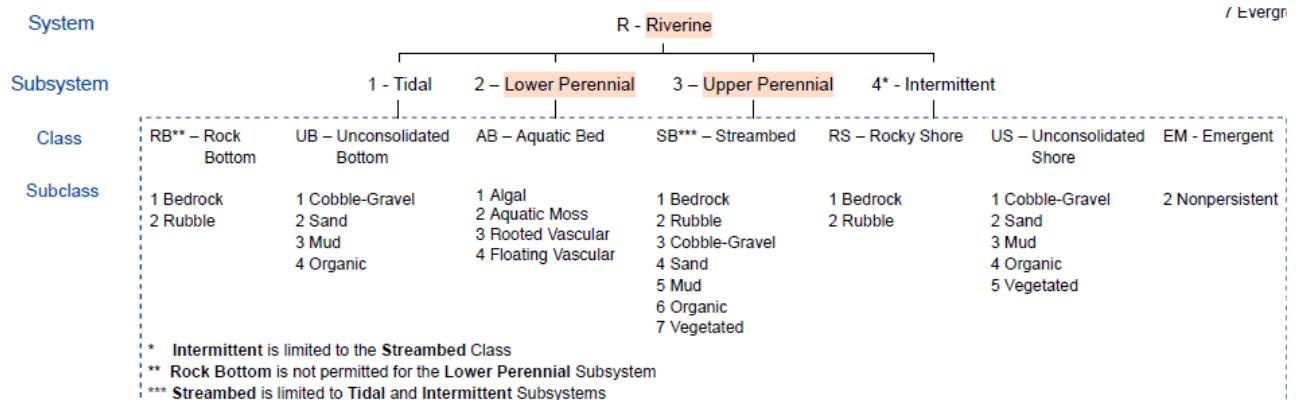 7 Evergr
System R - Riverine
Subsystem 1 - Tidal 2 – Lower Perennial 3 – Upper Perennial 4* - Intermittent
Class RB** – Rock Bottom UB – Unconsolidated Bottom AB – Aquatic Bed SB*** – Streambed RS – Rocky Shore US – Unconsolidated Shore EM - Emergent
Subclass
1 Bedrock
2 Rubble
1 Cobble-Gravel
2 Sand
3 Mud
4 Organic
1 Algal
2 Aquatic Moss
3 Rooted Vascular
4 Floating Vascular
1 Bedrock
2 Rubble
3 Cobble-Gravel
4 Sand
5 Mud
6 Organic
7 Vegetated
1 Bedrock
2 Rubble
1 Cobble-Gravel
2 Sand
3 Mud
4 Organic
5 Vegetated
2 Nonpersistent
* Intermittent is limited to the Streambed Class
** Rock Bottom is not permitted for the Lower Perennial Subsystem
*** Streambed is limited to Tidal and Intermittent Subsystems